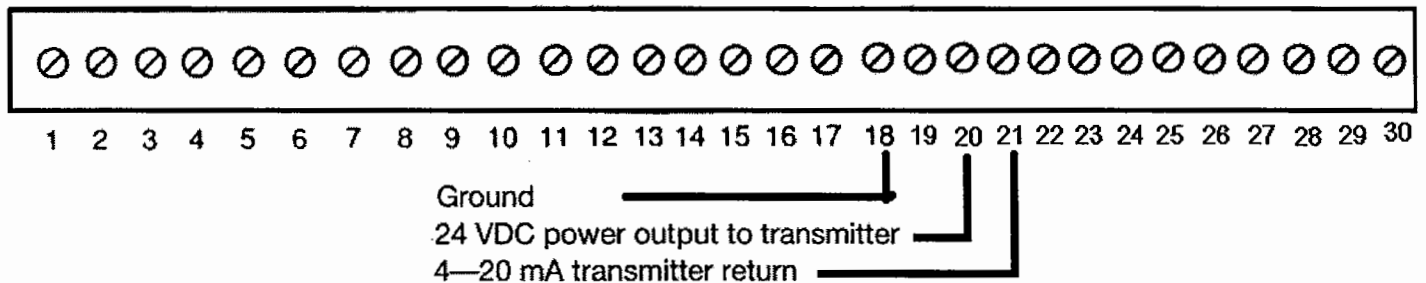 1 2 3 4 5 6 7 8 9 10 11 12 13 14 15 16 17 18 19 20 21 22 23 24 25 26 27 28 29 30
Ground
24 VDC power output to transmitter
4—20 mA transmitter return